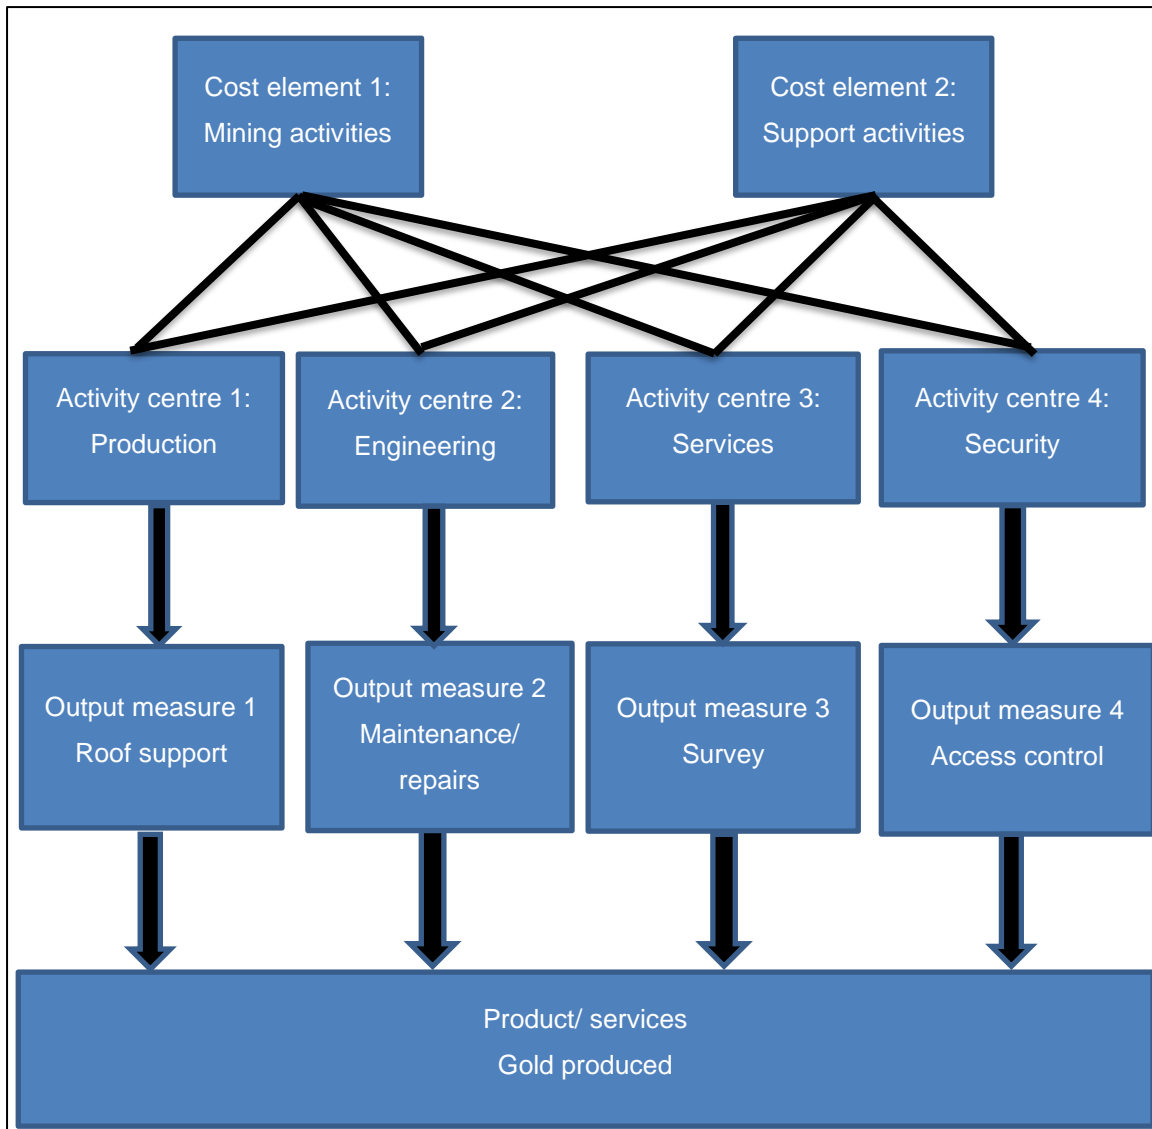 Cost element 1:
Mining activities
Cost element 2:
Support activities
Activity centre 1:
Production
Activity centre 2:
Engineering
Activity centre 3:
Services
Activity centre 4:
Security
Output measure 1
Roof support
Output measure 2
Maintenance/
repairs
Output measure 3
Survey
Output measure 4
Access control
Product/ services
Gold produced